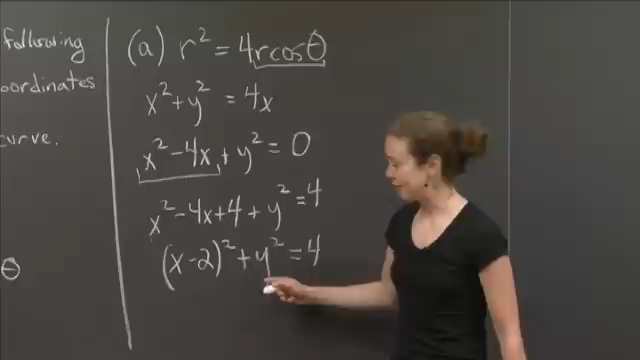 following
oordinates
curve.
θ
(a) r² = 4rcosθ
x² + y² = 4x
x² - 4x + y² = 0
x² - 4x + 4 + y² = 4
(x - 2)² + y² = 4